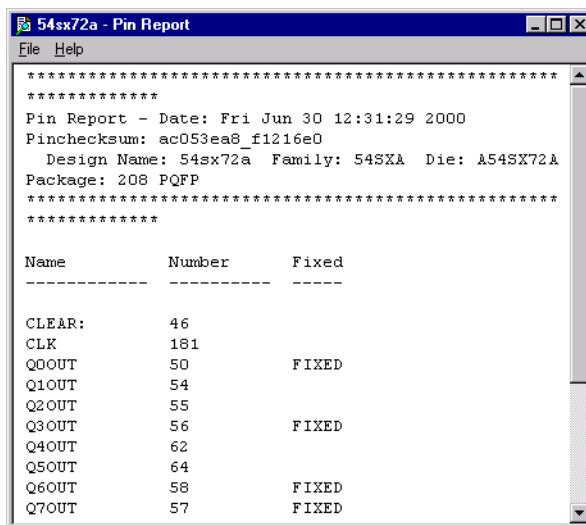 54sx72a - Pin Report
File Help
****************************************************
*************
Pin Report - Date: Fri Jun 30 12:31:29 2000
Pinchecksum: ac053ea8_f1216e0
Design Name: 54sx72a Family: 54SXA Die: A54SX72A
Package: 208 PQFP
****************************************************
*************
Name Number Fixed
------------ ---------- -----
CLEAR: 46
CLK 181
Q0OUT 50 FIXED
Q1OUT 54
Q2OUT 55
Q3OUT 56 FIXED
Q4OUT 62
Q5OUT 64
Q6OUT 58 FIXED
Q7OUT 57 FIXED